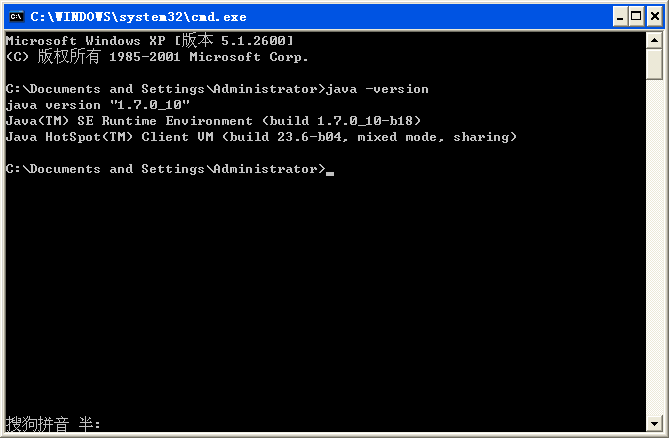 C:\WINDOWS\system32\cmd.exe
Microsoft Windows XP [版本 5.1.2600]
(C) 版权所有 1985-2001 Microsoft Corp.
C:\Documents and Settings\Administrator>java -version
java version "1.7.0_10"
Java(TM) SE Runtime Environment (build 1.7.0_10-b18)
Java HotSpot(TM) Client VM (build 23.6-b04, mixed mode, sharing)
C:\Documents and Settings\Administrator>
搜狗拼音 半: